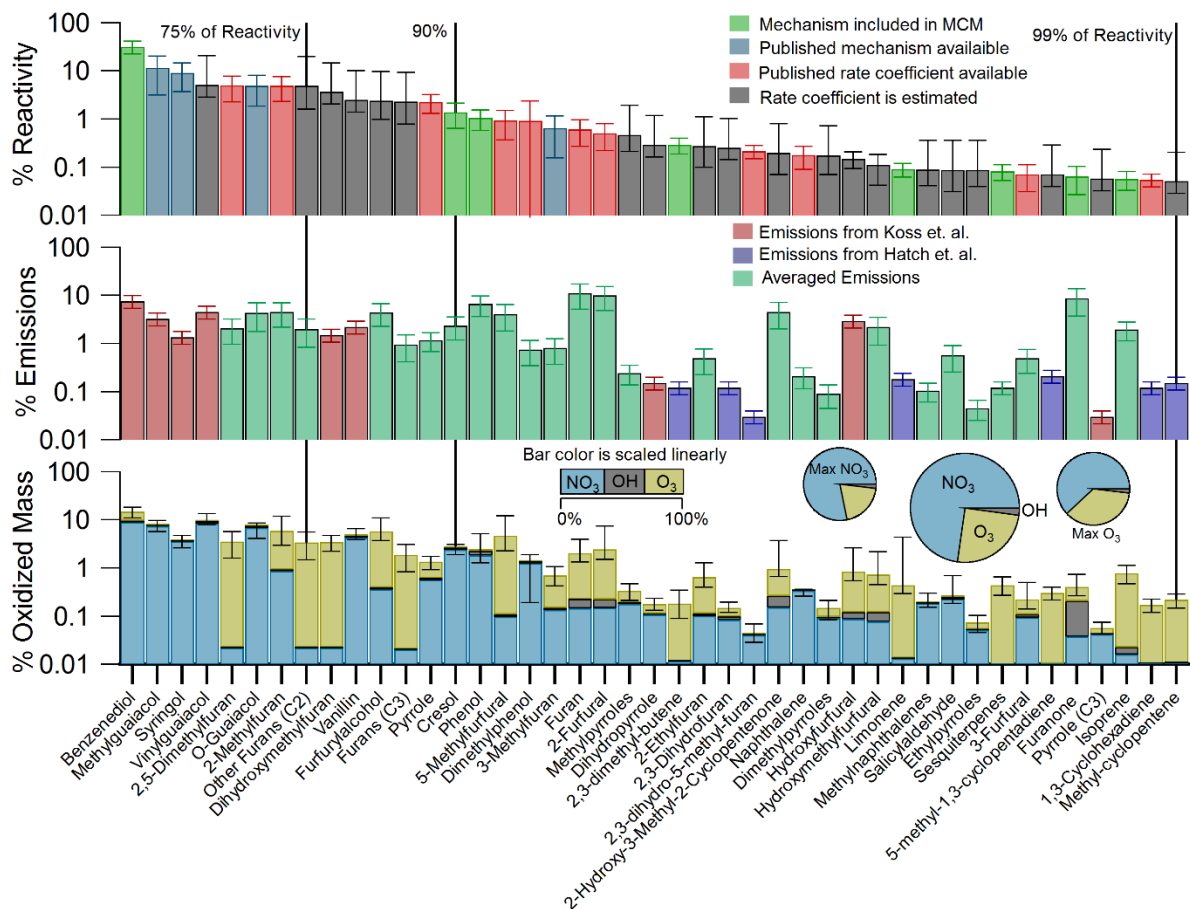 100
10
1
0.1
0.01
% Reactivity
75% of Reactivity
90%
99% of Reactivity
Mechanism included in MCM
Published mechanism availaible
Published rate coefficient available
Rate coefficient is estimated
100
10
1
0.1
0.01
% Emissions
Emissions from Koss et. al.
Emissions from Hatch et. al.
Averaged Emissions
100
10
1
0.1
0.01
% Oxidized Mass
Bar color is scaled linearly
NO₃ OH O₃
0% 100%
Max NO₃
NO₃
OH
O₃
Max O₃
Benzenediol
Methylguaiacol
Syringol
Vinylguaiacol
2,5-Dimethylfuran
O-Guaiacol
2-Methylfuran
Other Furans (C2)
Dihydroxymethylfuran
Vanillin
Furfurylalcohol
Furans (C3)
Pyrrole
Cresol
Phenol
5-Methylfurfural
Dimethylphenol
3-Methylfuran
Furan
2-Furfural
Methylpyrroles
Dihydropyrrole
2,3-dimethyl-butene
2-Ethylfuran
2,3-Dihydrofuran
2,3-dihydro-5-methyl-furan
2-Hydroxy-3-Methyl-2-Cyclopentenone
Naphthalene
Dimethylpyrroles
Hydroxyfurfural
Hydroxymethylfurfural
Limonene
Methylnaphthalenes
Salicylaldehyde
Ethylpyrroles
Sesquiterpenes
3-Furfural
5-methyl-1,3-cyclopentadiene
Furanone
Pyrrole (C3)
Isoprene
1,3-Cyclohexadiene
Methyl-cyclopentene